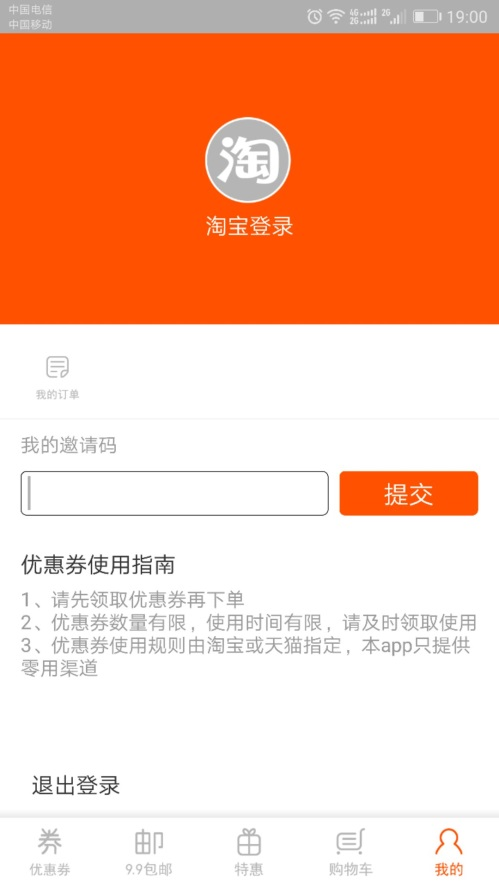 中国电信
中国移动
4G 2G 2G 19:00
淘
淘宝登录
我的订单
我的邀请码
提交
优惠券使用指南
1、请先领取优惠券再下单
2、优惠券数量有限，使用时间有限，请及时领取使用
3、优惠券使用规则由淘宝或天猫指定，本app只提供
零用渠道
退出登录
券 邮
优惠券 9.9包邮 特惠 购物车 我的